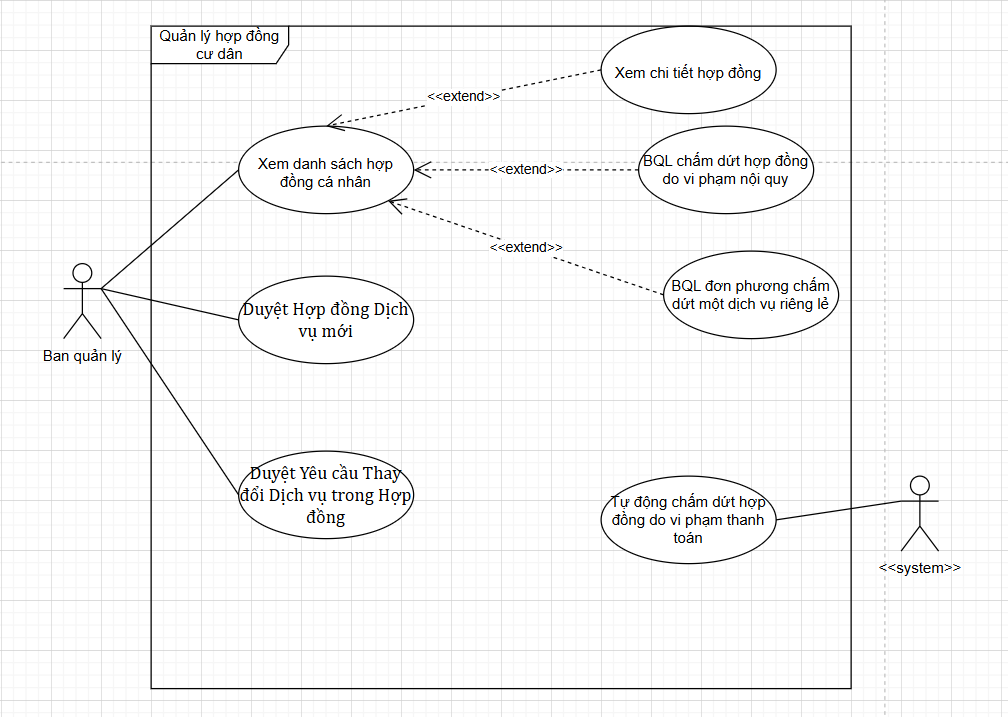 Quản lý hợp đồng
cư dân
Xem chi tiết hợp đồng
<<extend>>
Xem danh sách hợp
đồng cá nhân
<<extend>>
BQL chấm dứt hợp đồng
do vi phạm nội quy
<<extend>>
BQL đơn phương chấm
dứt một dịch vụ riêng lẻ
Duyệt Hợp đồng Dịch
vụ mới
Ban quản lý
Duyệt Yêu cầu Thay
đổi Dịch vụ trong Hợp
đồng
Tự động chấm dứt hợp
đồng do vi phạm thanh
toán
<<system>>